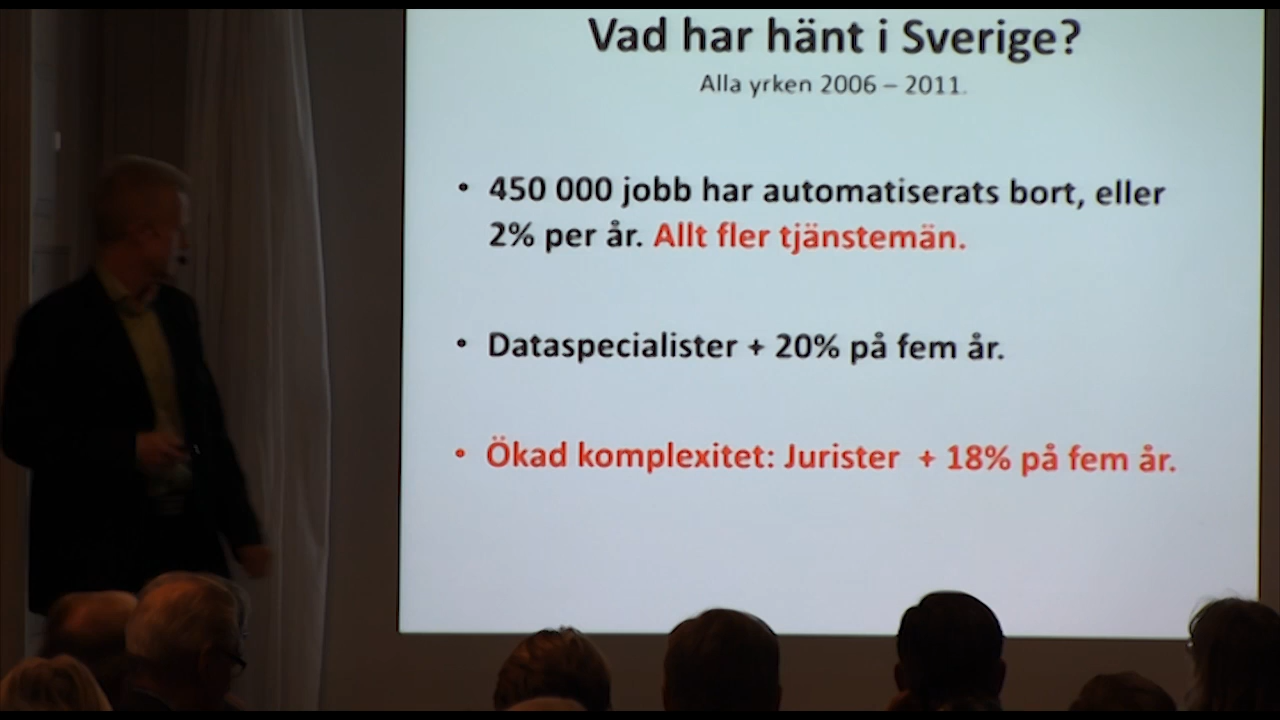 Vad har hänt i Sverige?
Alla yrken 2006 – 2011.
• 450 000 jobb har automatiserats bort, eller
2% per år. Allt fler tjänstemän.
• Dataspecialister + 20% på fem år.
• Ökad komplexitet: Jurister + 18% på fem år.